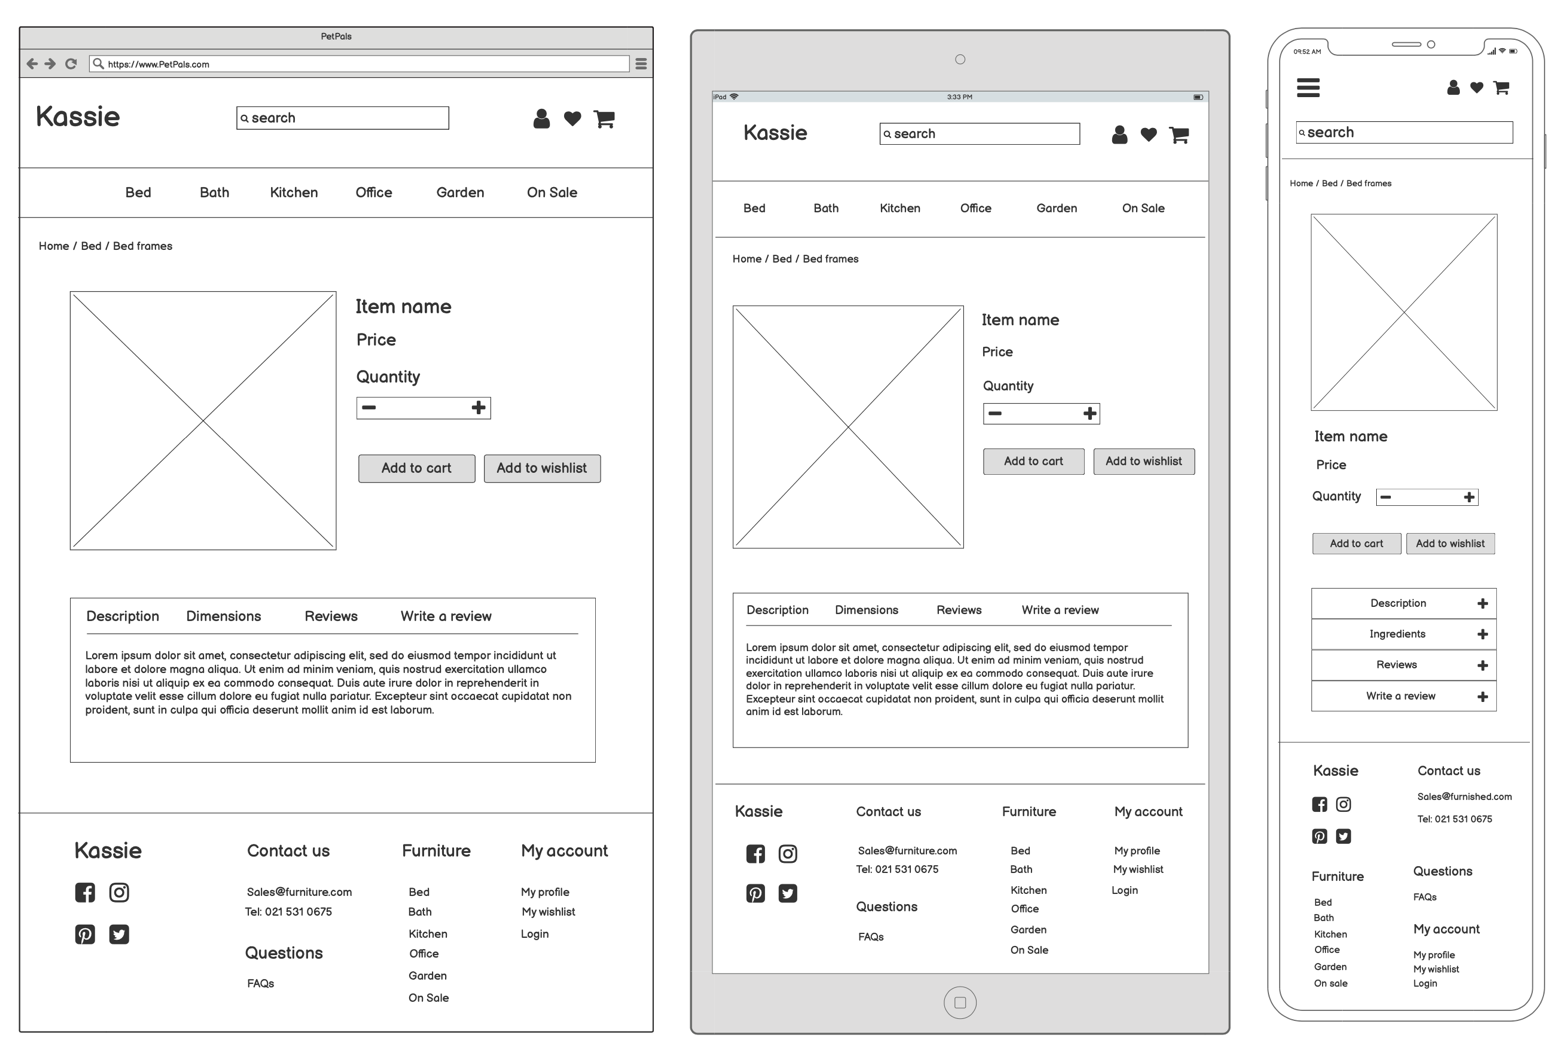 PetPals
https://www.PetPals.com
Kassie
search
Bed Bath Kitchen Office Garden On Sale
Home / Bed / Bed frames
Item name
Price
Quantity
Add to cart Add to wishlist
Description Dimensions Reviews Write a review
Lorem ipsum dolor sit amet, consectetur adipiscing elit, sed do eiusmod tempor incididunt ut
labore et dolore magna aliqua. Ut enim ad minim veniam, quis nostrud exercitation ullamco
laboris nisi ut aliquip ex ea commodo consequat. Duis aute irure dolor in reprehenderit in
voluptate velit esse cillum dolore eu fugiat nulla pariatur. Excepteur sint occaecat cupidatat non
proident, sunt in culpa qui officia deserunt mollit anim id est laborum.
Kassie
Contact us
Sales@furniture.com
Tel: 021 531 0675
Questions
FAQs
Furniture
Bed
Bath
Kitchen
Office
Garden
On Sale
My account
My profile
My wishlist
Login
iPad 3:33 PM
Kassie
search
Bed Bath Kitchen Office Garden On Sale
Home / Bed / Bed frames
Item name
Price
Quantity
Add to cart Add to wishlist
Description Dimensions Reviews Write a review
Lorem ipsum dolor sit amet, consectetur adipiscing elit, sed do eiusmod tempor
incididunt ut labore et dolore magna aliqua. Ut enim ad minim veniam, quis nostrud
exercitation ullamco laboris nisi ut aliquip ex ea commodo consequat. Duis aute irure
dolor in reprehenderit in voluptate velit esse cillum dolore eu fugiat nulla pariatur.
Excepteur sint occaecat cupidatat non proident, sunt in culpa qui officia deserunt mollit
anim id est laborum.
Kassie
Contact us
Sales@furniture.com
Tel: 021 531 0675
Questions
FAQs
Furniture
Bed
Bath
Kitchen
Office
Garden
On Sale
My account
My profile
My wishlist
Login
09:52 AM
search
Home / Bed / Bed frames
Item name
Price
Quantity
Add to cart Add to wishlist
Description
Ingredients
Reviews
Write a review
Kassie
Contact us
Sales@furnished.com
Tel: 021 531 0675
Furniture
Bed
Bath
Kitchen
Office
Garden
On sale
Questions
FAQs
My account
My profile
My wishlist
Login